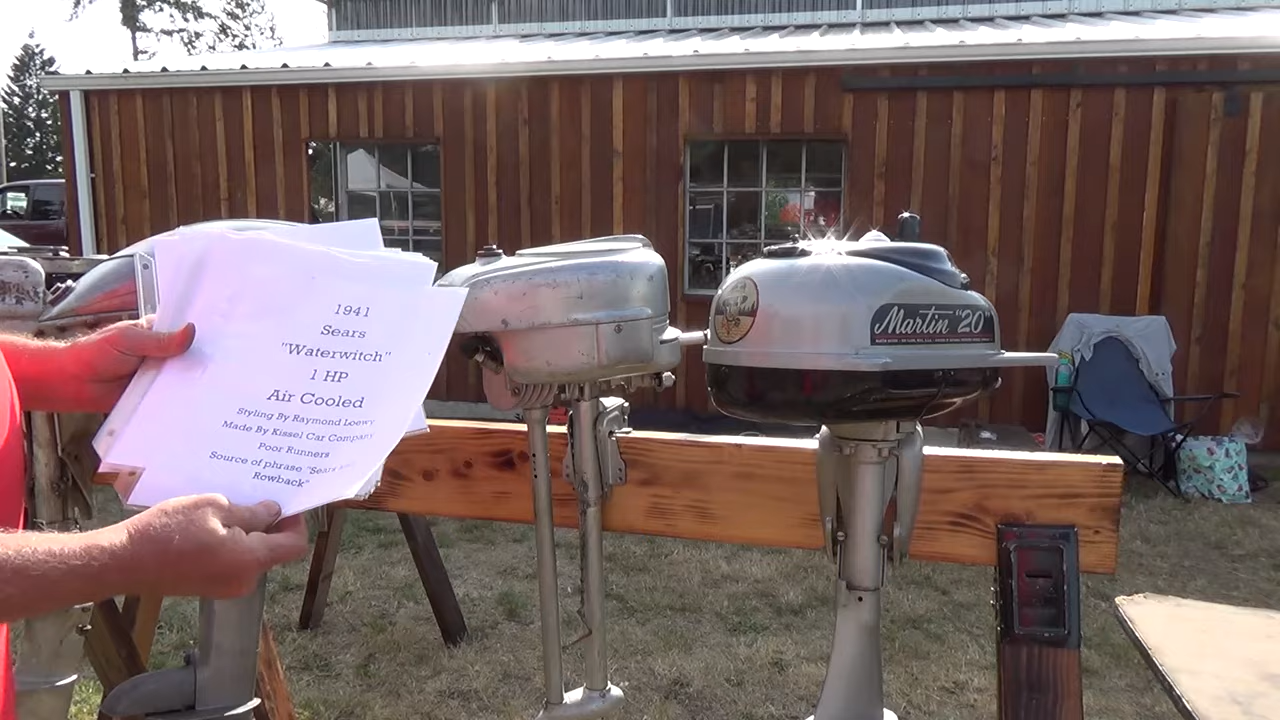 1941
Sears
"Waterwitch"
1 HP
Air Cooled
Styling By Raymond Loewy
Made By Kissel Car Company
Poor Runners
Source of phrase "Sears
Rowback"
Martin "20"